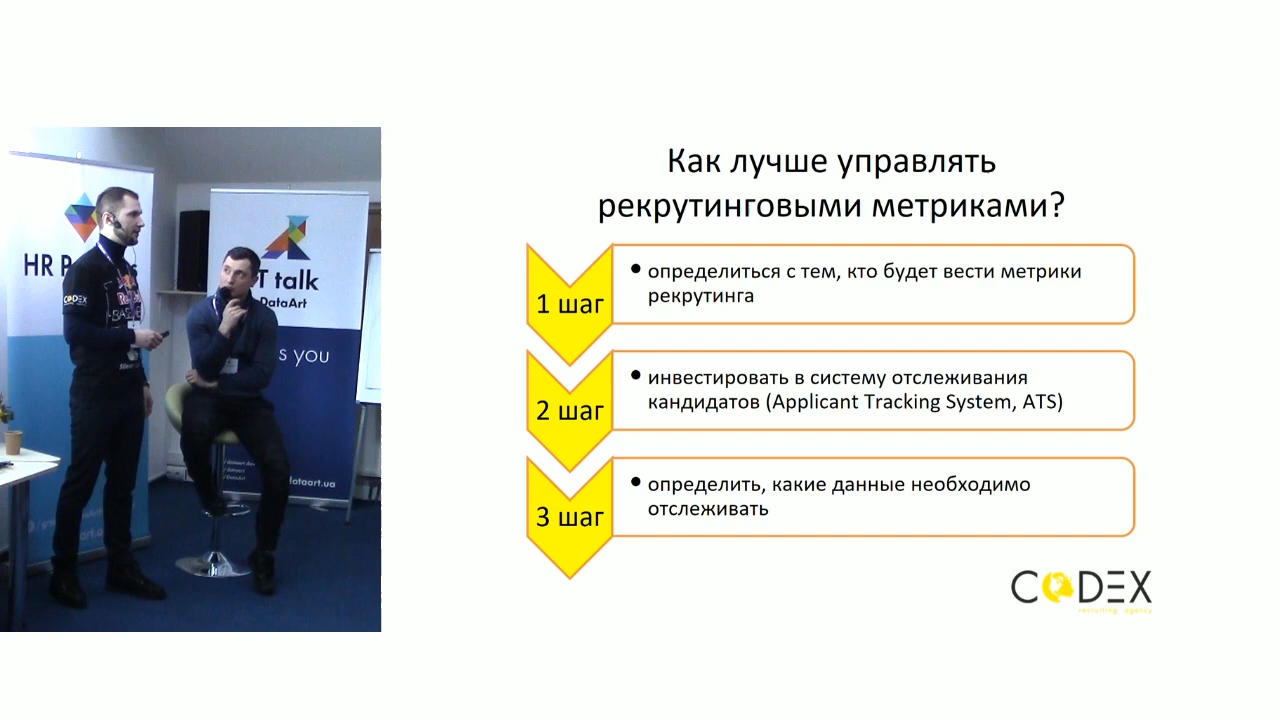 Как лучше управлять
рекрутинговыми метриками?
1 шаг
• определиться с тем, кто будет вести метрики
рекрутинга
2 шаг
• инвестировать в систему отслеживания
кандидатов (Applicant Tracking System, ATS)
3 шаг
• определить, какие данные необходимо
отслеживать
CODEX
recruiting agency
HR
CODEX
talk
DataArt
s you
dataart.ua